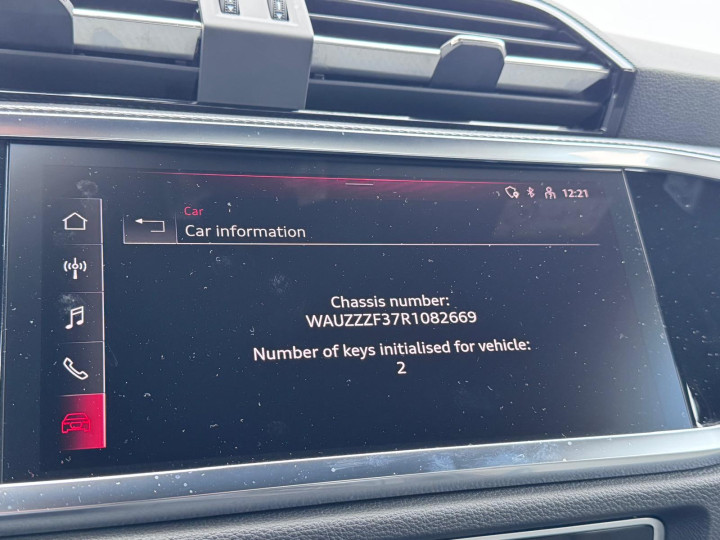 12:21
Car
Car information
Chassis number:
WAUZZZF37R1082669
Number of keys initialised for vehicle:
2